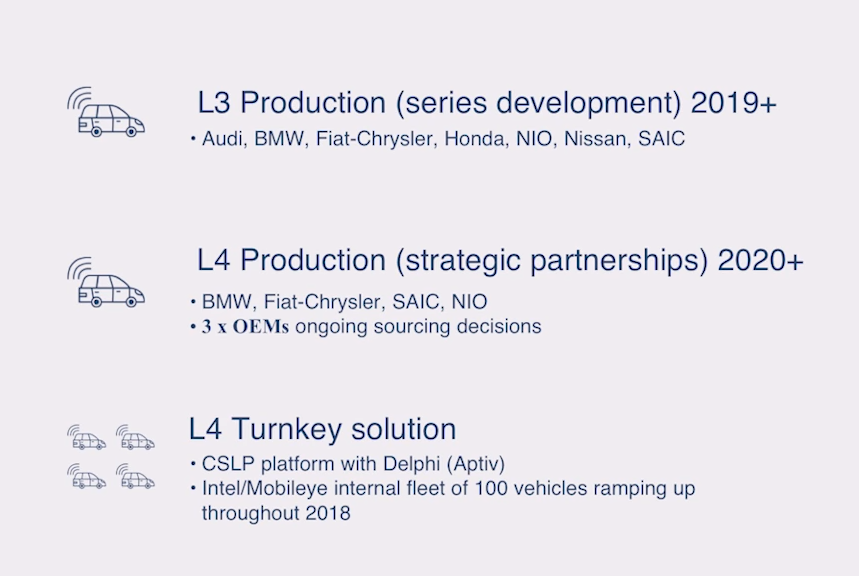 L3 Production (series development) 2019+
• Audi, BMW, Fiat-Chrysler, Honda, NIO, Nissan, SAIC
L4 Production (strategic partnerships) 2020+
• BMW, Fiat-Chrysler, SAIC, NIO
• 3 x OEMs ongoing sourcing decisions
L4 Turnkey solution
• CSLP platform with Delphi (Aptiv)
• Intel/Mobileye internal fleet of 100 vehicles ramping up
throughout 2018